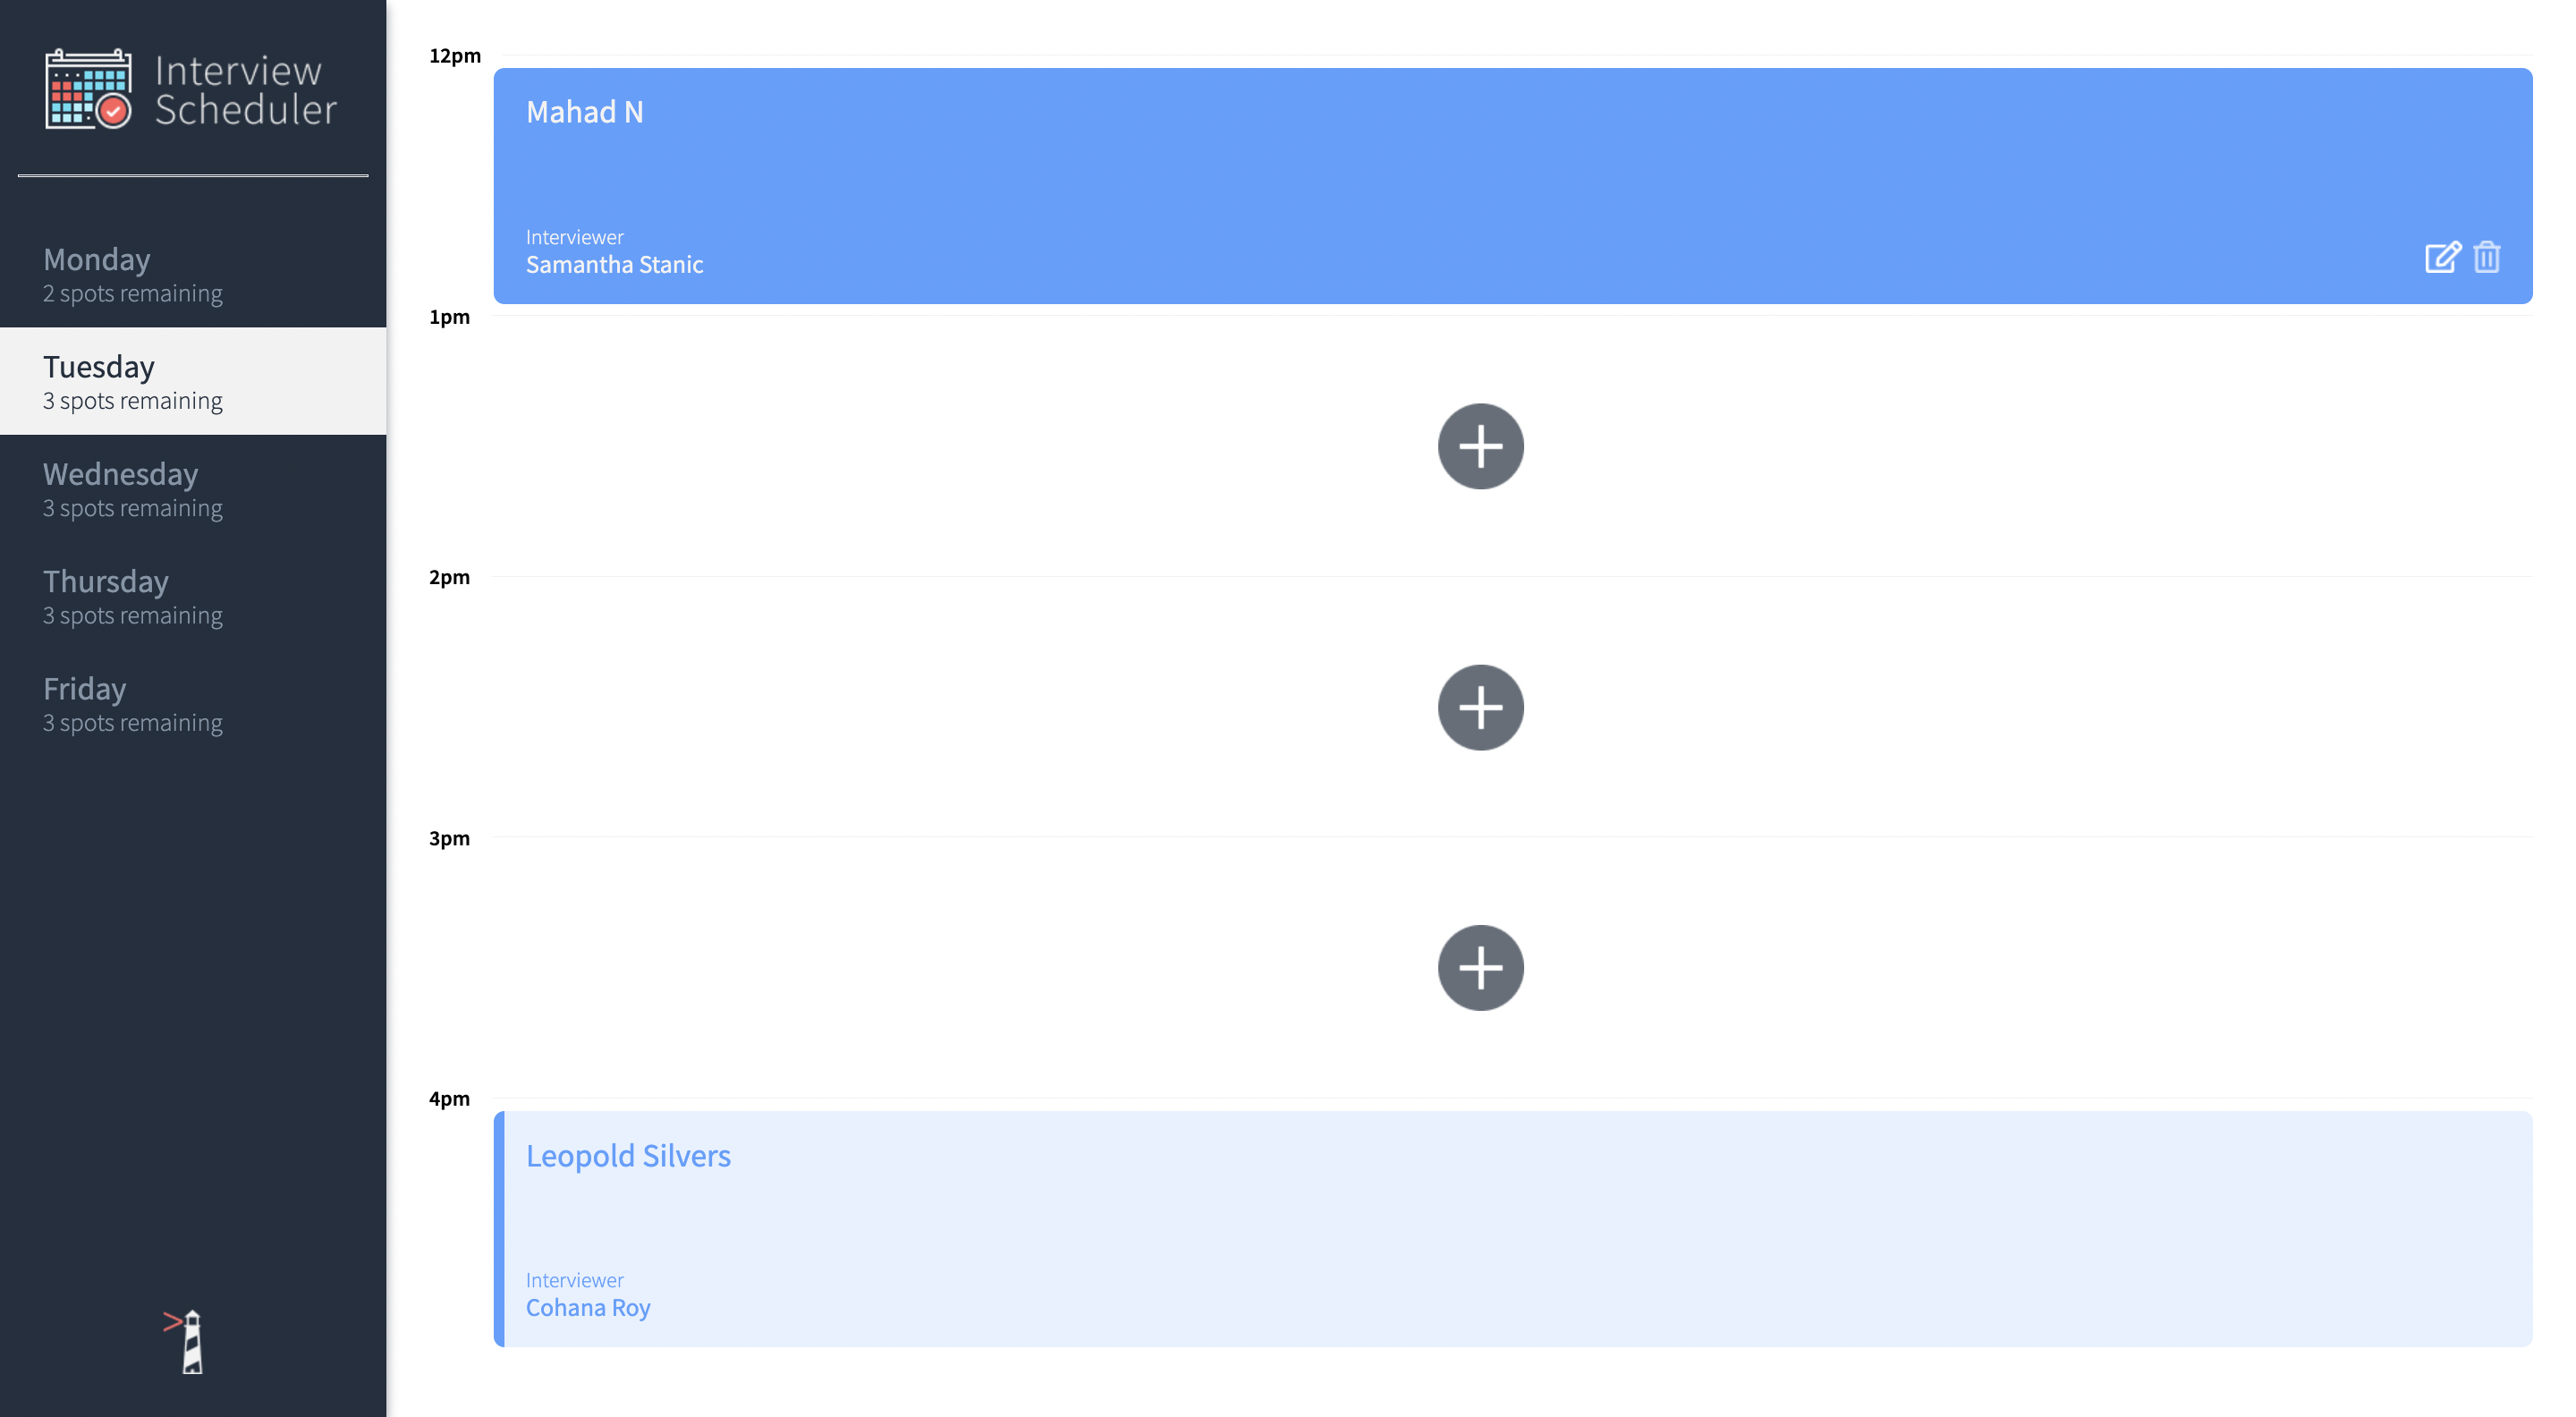 Interview
Scheduler
Monday
2 spots remaining
Tuesday
3 spots remaining
Wednesday
3 spots remaining
Thursday
3 spots remaining
Friday
3 spots remaining
12pm
Mahad N
Interviewer
Samantha Stanic
1pm
2pm
3pm
4pm
Leopold Silvers
Interviewer
Cohana Roy